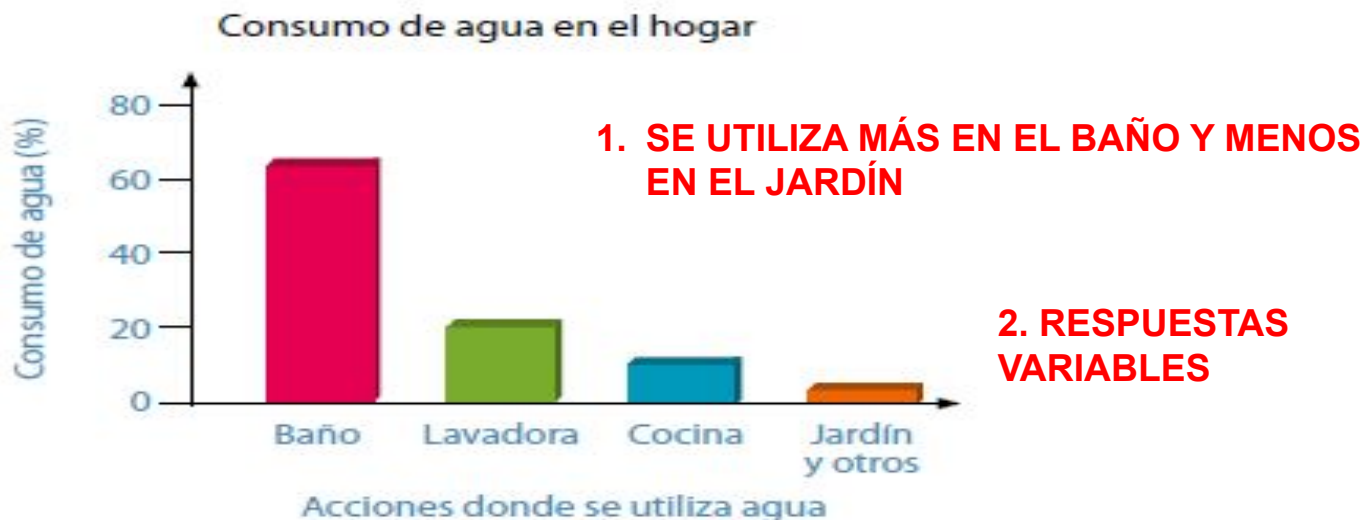 Consumo de agua en el hogar
Consumo de agua (%)
80
60
40
20
0
1. SE UTILIZA MÁS EN EL BAÑO Y MENOS
EN EL JARDÍN
2. RESPUESTAS
VARIABLES
Baño Lavadora Cocina Jardín
y otros
Acciones donde se utiliza agua